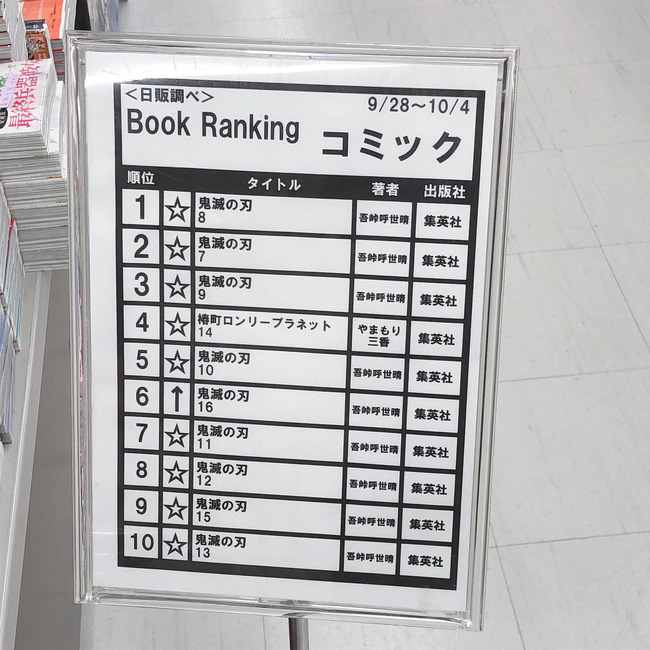 最終兵器彼
<日販調べ>
9/28～10/4
Book Ranking コミック
順位 タイトル 著者 出版社
1 ☆ 鬼滅の刃 8 吾峠呼世晴 集英社
2 ☆ 鬼滅の刃 7 吾峠呼世晴 集英社
3 ☆ 鬼滅の刃 9 吾峠呼世晴 集英社
4 ☆ 椿町ロンリープラネット 14 やまもり三香 集英社
5 ☆ 鬼滅の刃 10 吾峠呼世晴 集英社
6 ↑ 鬼滅の刃 16 吾峠呼世晴 集英社
7 ☆ 鬼滅の刃 11 吾峠呼世晴 集英社
8 ☆ 鬼滅の刃 12 吾峠呼世晴 集英社
9 ☆ 鬼滅の刃 15 吾峠呼世晴 集英社
10 ☆ 鬼滅の刃 13 吾峠呼世晴 集英社